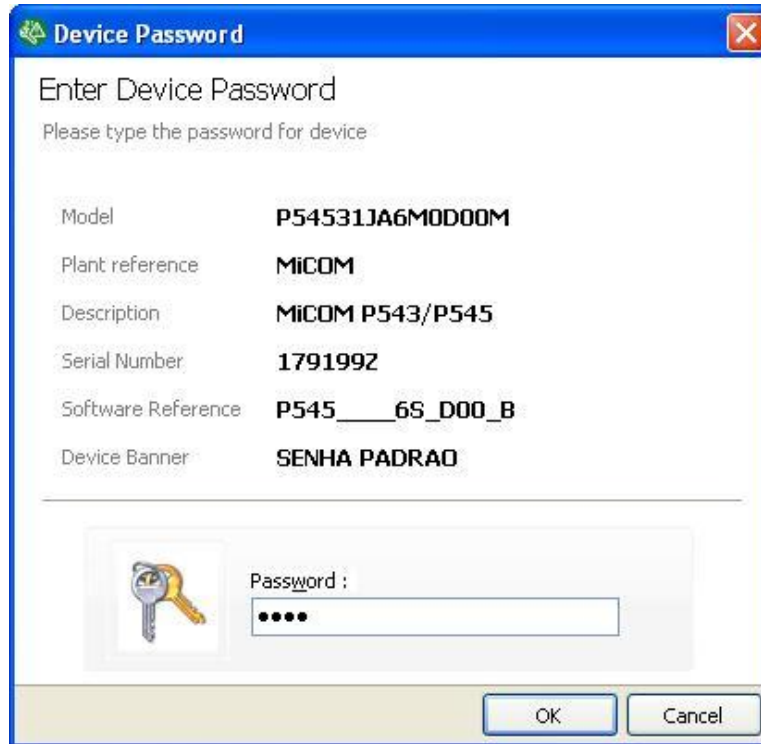 Device Password
Enter Device Password
Please type the password for device
Model P54531JA6M0D00M
Plant reference MiCOM
Description MiCOM P543/P545
Serial Number 179199Z
Software Reference P545____6S_D00_B
Device Banner SENHA PADRAO
Password :
••••
OK Cancel